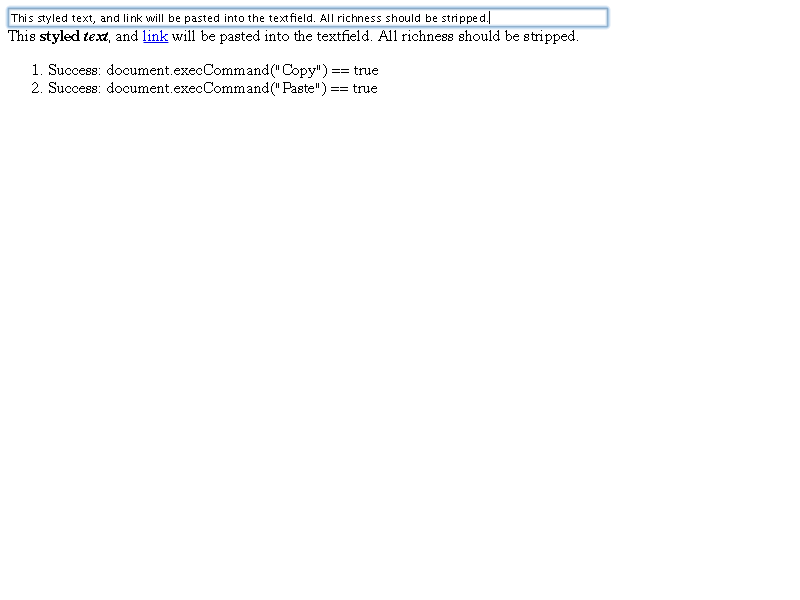 This styled text, and link will be pasted into the textfield. All richness should be stripped.
This styled text, and link will be pasted into the textfield. All richness should be stripped.
1. Success: document.execCommand("Copy") == true
2. Success: document.execCommand("Paste") == true